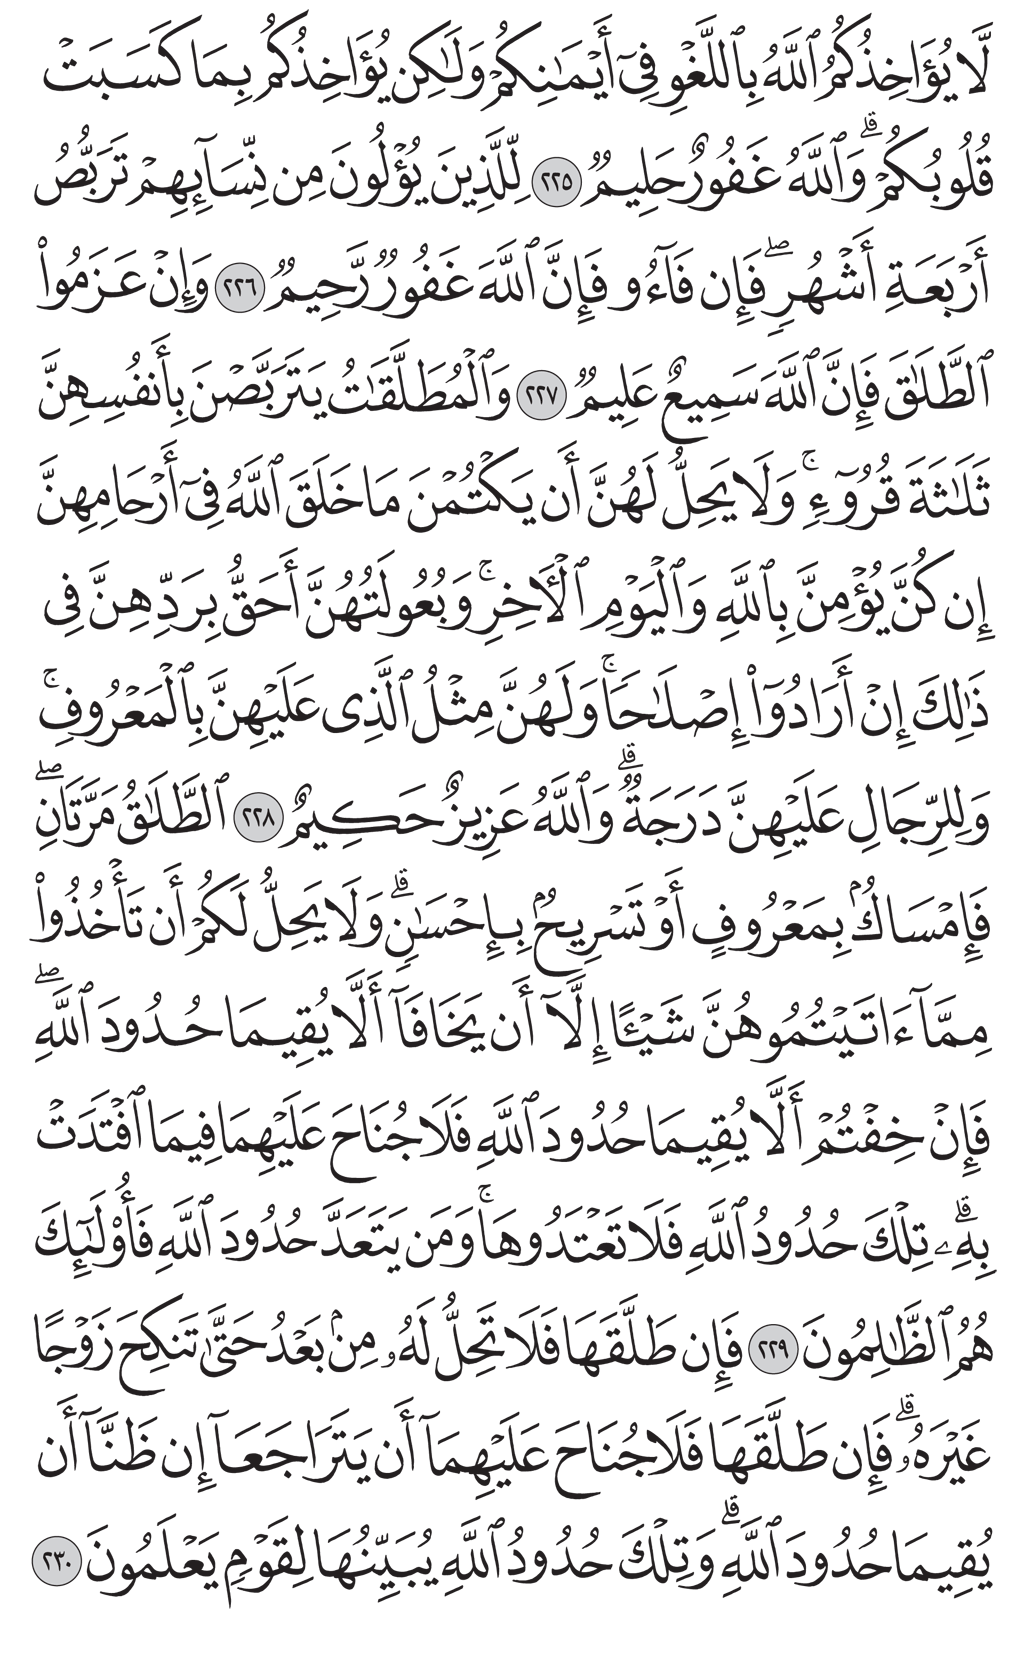 لَّا يُؤَاخِذُكُمُ ٱللَّهُ بِٱللَّغْوِ فِىٓ أَيْمَـٰنِكُمْ وَلَـٰكِن يُؤَاخِذُكُم بِمَا كَسَبَتْ
قُلُوبُكُمْ ۗ وَٱللَّهُ غَفُورٌ حَلِيمٌ ٢٢٥ لِّلَّذِينَ يُؤْلُونَ مِن نِّسَآئِهِمْ تَرَبُّصُ
أَرْبَعَةِ أَشْهُرٍ ۖ فَإِن فَآءُو فَإِنَّ ٱللَّهَ غَفُورٌ رَّحِيمٌ ٢٢٦ وَإِنْ عَزَمُوا۟
ٱلطَّلَـٰقَ فَإِنَّ ٱللَّهَ سَمِيعٌ عَلِيمٌ ٢٢٧ وَٱلْمُطَلَّقَـٰتُ يَتَرَبَّصْنَ بِأَنفُسِهِنَّ
ثَلَـٰثَةَ قُرُوٓءٍ ۚ وَلَا يَحِلُّ لَهُنَّ أَن يَكْتُمْنَ مَا خَلَقَ ٱللَّهُ فِىٓ أَرْحَامِهِنَّ
إِن كُنَّ يُؤْمِنَّ بِٱللَّهِ وَٱلْيَوْمِ ٱلْـَٔاخِرِ ۚ وَبُعُولَتُهُنَّ أَحَقُّ بِرَدِّهِنَّ فِى
ذَٰلِكَ إِنْ أَرَادُوٓا۟ إِصْلَـٰحًا ۚ وَلَهُنَّ مِثْلُ ٱلَّذِى عَلَيْهِنَّ بِٱلْمَعْرُوفِ ۚ
وَلِلرِّجَالِ عَلَيْهِنَّ دَرَجَةٌ ۗ وَٱللَّهُ عَزِيزٌ حَكِيمٌ ٢٢٨ ٱلطَّلَـٰقُ مَرَّتَانِ ۖ
فَإِمْسَاكٌۢ بِمَعْرُوفٍ أَوْ تَسْرِيحٌۢ بِإِحْسَـٰنٍ ۗ وَلَا يَحِلُّ لَكُمْ أَن تَأْخُذُوا۟
مِمَّآ ءَاتَيْتُمُوهُنَّ شَيْـًٔا إِلَّآ أَن يَخَافَآ أَلَّا يُقِيمَا حُدُودَ ٱللَّهِ ۖ
فَإِنْ خِفْتُمْ أَلَّا يُقِيمَا حُدُودَ ٱللَّهِ فَلَا جُنَاحَ عَلَيْهِمَا فِيمَا ٱفْتَدَتْ
بِهِۦ ۗ تِلْكَ حُدُودُ ٱللَّهِ فَلَا تَعْتَدُوهَا ۚ وَمَن يَتَعَدَّ حُدُودَ ٱللَّهِ فَأُو۟لَـٰٓئِكَ
هُمُ ٱلظَّـٰلِمُونَ ٢٢٩ فَإِن طَلَّقَهَا فَلَا تَحِلُّ لَهُۥ مِنۢ بَعْدُ حَتَّىٰ تَنكِحَ زَوْجًا
غَيْرَهُۥ ۗ فَإِن طَلَّقَهَا فَلَا جُنَاحَ عَلَيْهِمَآ أَن يَتَرَاجَعَآ إِن ظَنَّآ أَن
يُقِيمَا حُدُودَ ٱللَّهِ ۗ وَتِلْكَ حُدُودُ ٱللَّهِ يُبَيِّنُهَا لِقَوْمٍ يَعْلَمُونَ ٢٣٠